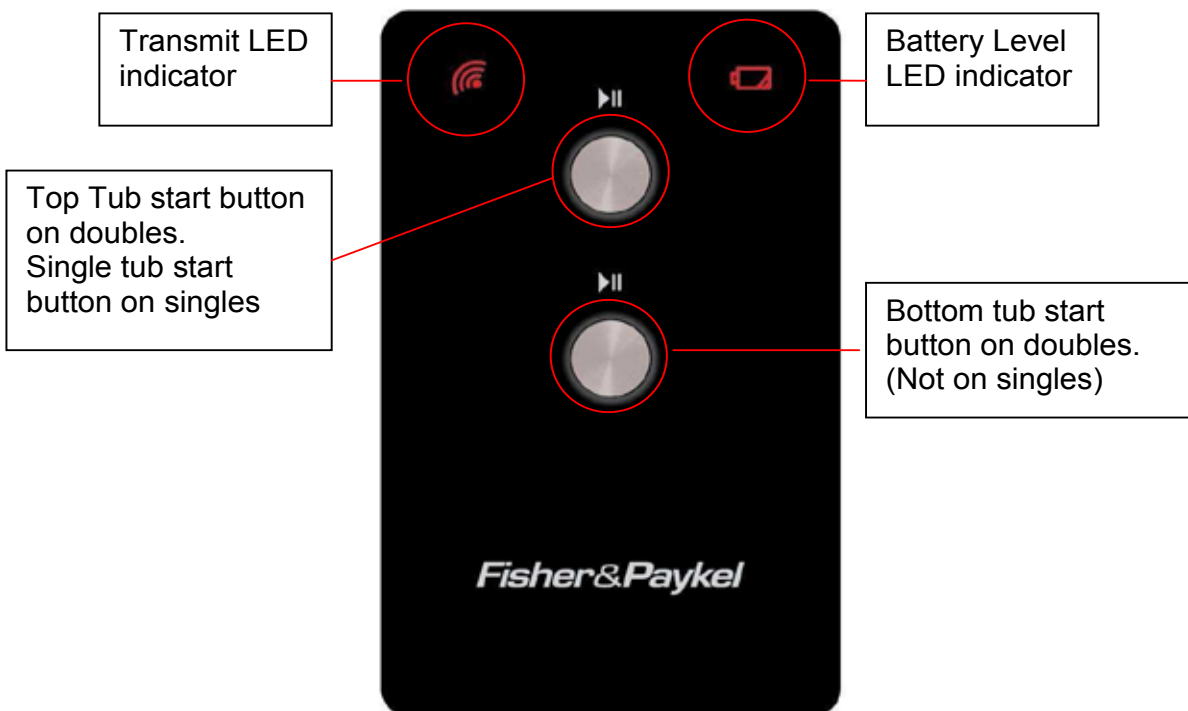 Transmit LED
indicator
Battery Level
LED indicator
Top Tub start button
on doubles.
Single tub start
button on singles
Bottom tub start
button on doubles.
(Not on singles)
Fisher&Paykel